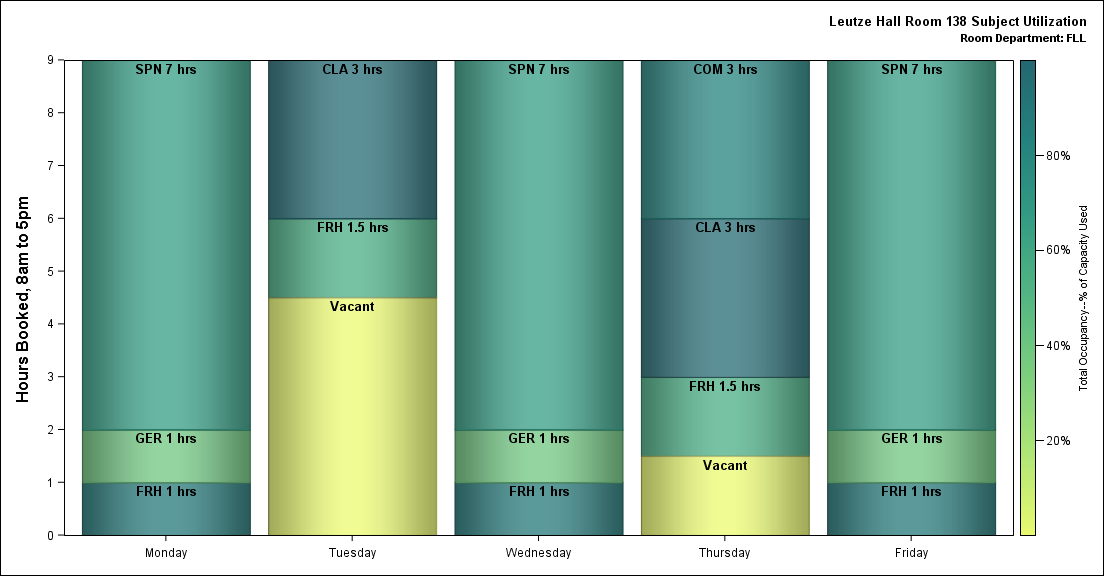 Leutze Hall Room 138 Subject Utilization
Room Department: FLL
Hours Booked, 8am to 5pm
9
8
7
6
5
4
3
2
1
0
SPN 7 hrs
GER 1 hrs
FRH 1 hrs
CLA 3 hrs
FRH 1.5 hrs
Vacant
SPN 7 hrs
GER 1 hrs
FRH 1 hrs
COM 3 hrs
CLA 3 hrs
FRH 1.5 hrs
Vacant
SPN 7 hrs
GER 1 hrs
FRH 1 hrs
Monday
Tuesday
Wednesday
Thursday
Friday
80%
60%
40%
20%
Total Occupancy--% of Capacity Used